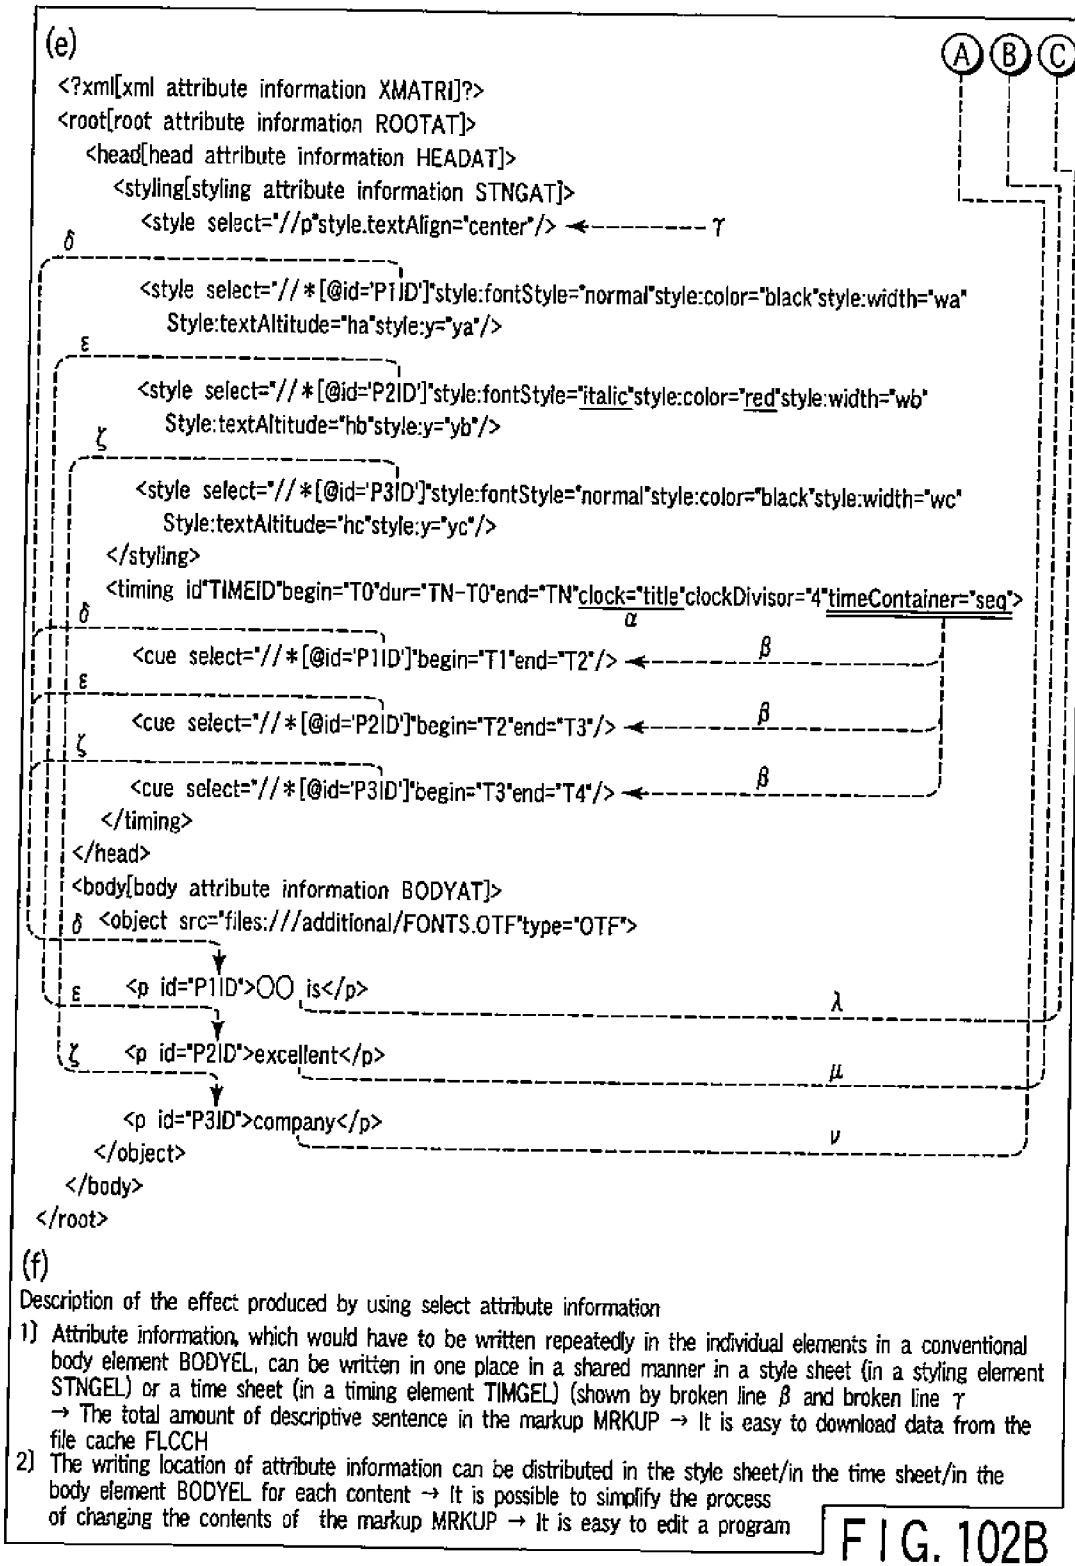 (e)
A B C
<?xml[xml attribute information XMATRI]?>
<root[root attribute information ROOTAT]>
<head[head attribute information HEADAT]>
<styling[styling attribute information STNGAT]>
<style select="//p"style.textAlign="center"/> γ
δ
<style select="//*[@id='P1ID']"style:fontStyle="normal"style:color="black"style:width="wa"
Style:textAltitude="ha"style:y="ya"/>
ε
<style select="//*[@id='P2ID']"style:fontStyle="italic"style:color="red"style:width="wb"
Style:textAltitude="hb"style:y="yb"/>
ζ
<style select="//*[@id='P3ID']"style:fontStyle="normal"style:color="black"style:width="wc"
Style:textAltitude="hc"style:y="yc"/>
</styling>
<timing id"TIMEID"begin="T0"dur="TN-T0"end="TN"clock="title"clockDivisor="4"timeContainer="seq">
δ α
<cue select="//*[@id='P1ID']"begin="T1"end="T2"/> β
ε
<cue select="//*[@id='P2ID']"begin="T2"end="T3"/> β
ζ
<cue select="//*[@id='P3ID']"begin="T3"end="T4"/> β
</timing>
</head>
<body[body attribute information BODYAT]>
δ <object src="files:///additional/FONTS.OTF"type="OTF">
ε <p id="P1ID">○○ is</p> λ
ζ <p id="P2ID">excellent</p> μ
<p id="P3ID">company</p> ν
</object>
</body>
</root>
(f)
Description of the effect produced by using select attribute information
1) Attribute information, which would have to be written repeatedly in the individual elements in a conventional
body element BODYEL, can be written in one place in a shared manner in a style sheet (in a styling element
STNGEL) or a time sheet (in a timing element TIMGEL) (shown by broken line β and broken line γ
→ The total amount of descriptive sentence in the markup MRKUP → It is easy to download data from the
file cache FLCCH
2) The writing location of attribute information can be distributed in the style sheet/in the time sheet/in the
body element BODYEL for each content → It is possible to simplify the process
of changing the contents of the markup MRKUP → It is easy to edit a program
FIG. 102B